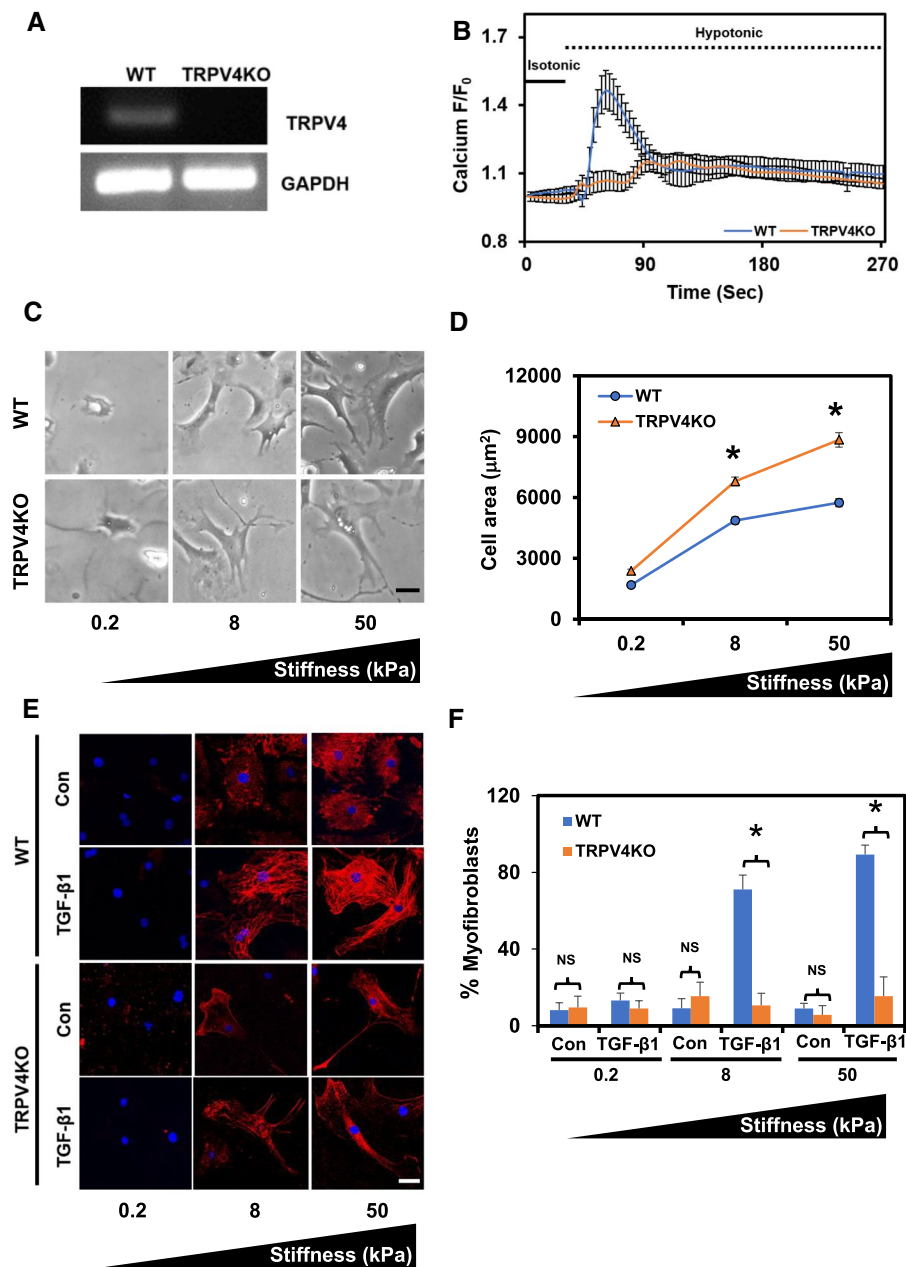 A
WT TRPV4KO
TRPV4
GAPDH
B
1.7
1.4
1.1
0.8
Calcium F/F0
Hypotonic
Isotonic
WT TRPV4KO
0 90 180 270
Time (Sec)
C
WT
TRPV4KO
0.2 8 50
Stiffness (kPa)
D
12000
9000
6000
3000
0
Cell area (μm²)
WT
TRPV4KO
*
*
0.2 8 50
Stiffness (kPa)
E
WT
Con
TGF-β1
TRPV4KO
Con
TGF-β1
0.2 8 50
Stiffness (kPa)
F
120
80
40
0
% Myofibroblasts
WT
TRPV4KO
NS NS NS * NS *
Con TGF-β1 Con TGF-β1 Con TGF-β1
0.2 8 50
Stiffness (kPa)